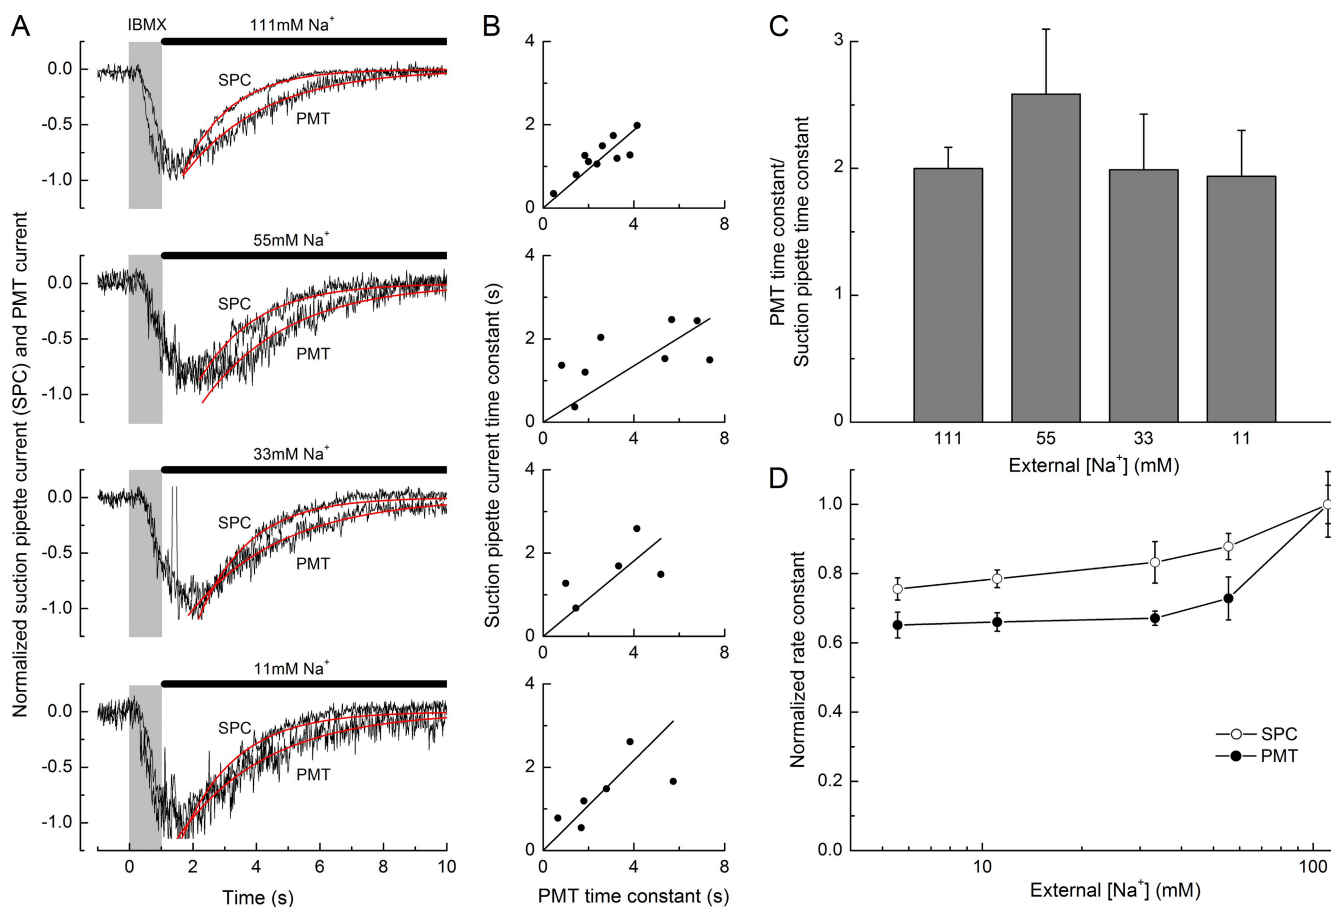 A
IBMX
111mM Na⁺
0.0
-0.5
-1.0
SPC
PMT
55mM Na⁺
0.0
-0.5
-1.0
SPC
PMT
33mM Na⁺
0.0
-0.5
-1.0
SPC
PMT
11mM Na⁺
0.0
-0.5
-1.0
SPC
PMT
0 2 4 6 8 10
Time (s)
Normalized suction pipette current (SPC) and PMT current
B
4
2
0
0 4 8
4
2
0
0 4 8
4
2
0
0 4 8
4
2
0
0 4 8
PMT time constant (s)
Suction pipette current time constant (s)
C
3
2
1
0
111 55 33 11
External [Na⁺] (mM)
PMT time constant/
Suction pipette time constant
D
1.0
0.8
0.6
0.4
0.2
0.0
SPC
PMT
10 100
External [Na⁺] (mM)
Normalized rate constant